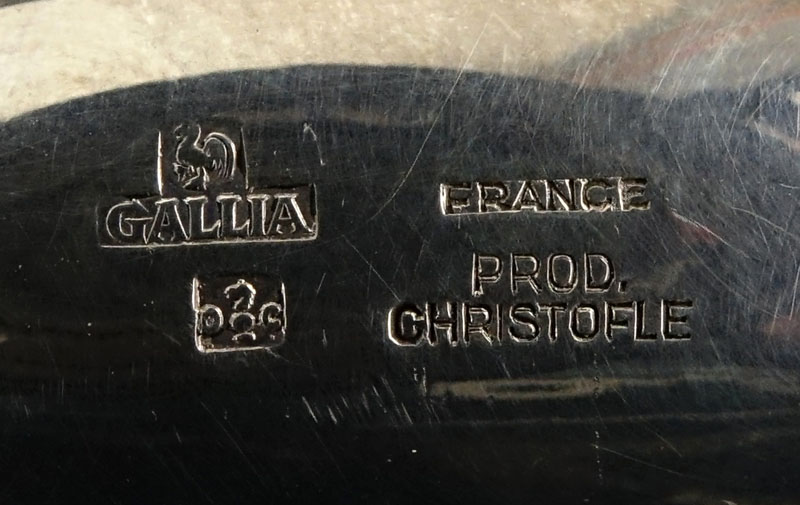 GALLIA
O C
FRANCE
PROD.
CHRISTOFLE